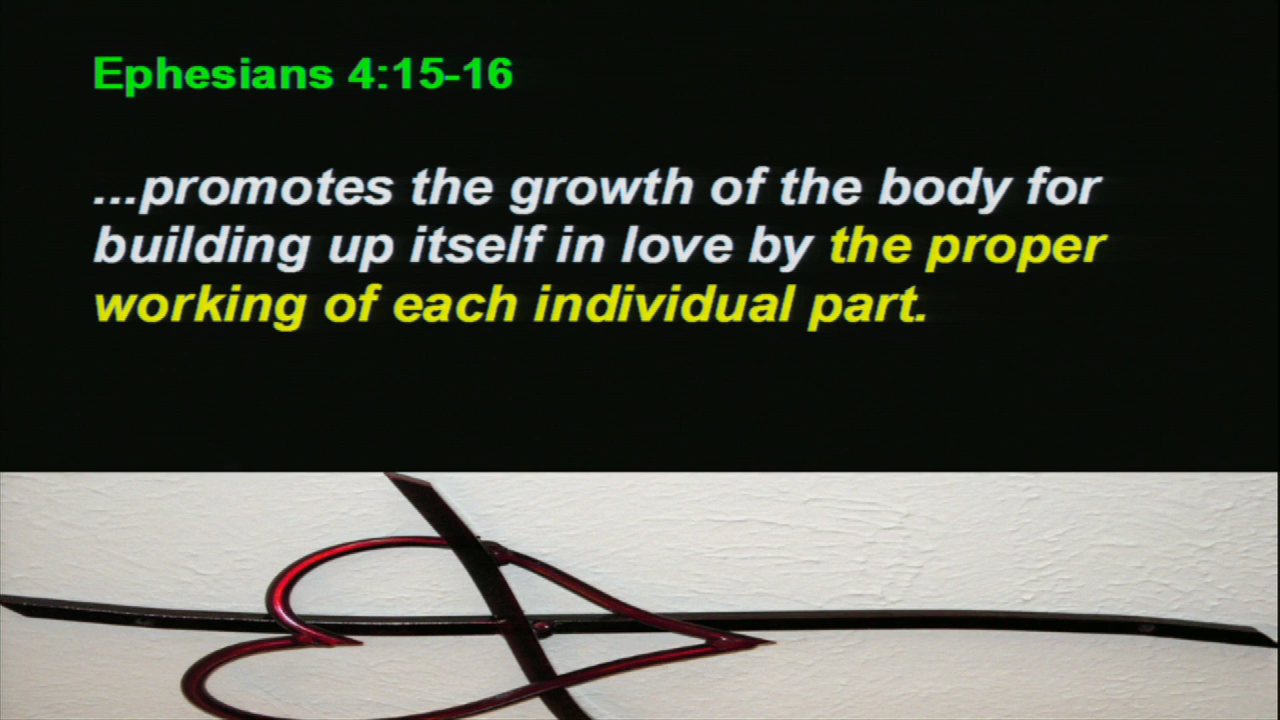 Ephesians 4:15-16
...promotes the growth of the body for
building up itself in love by the proper
working of each individual part.